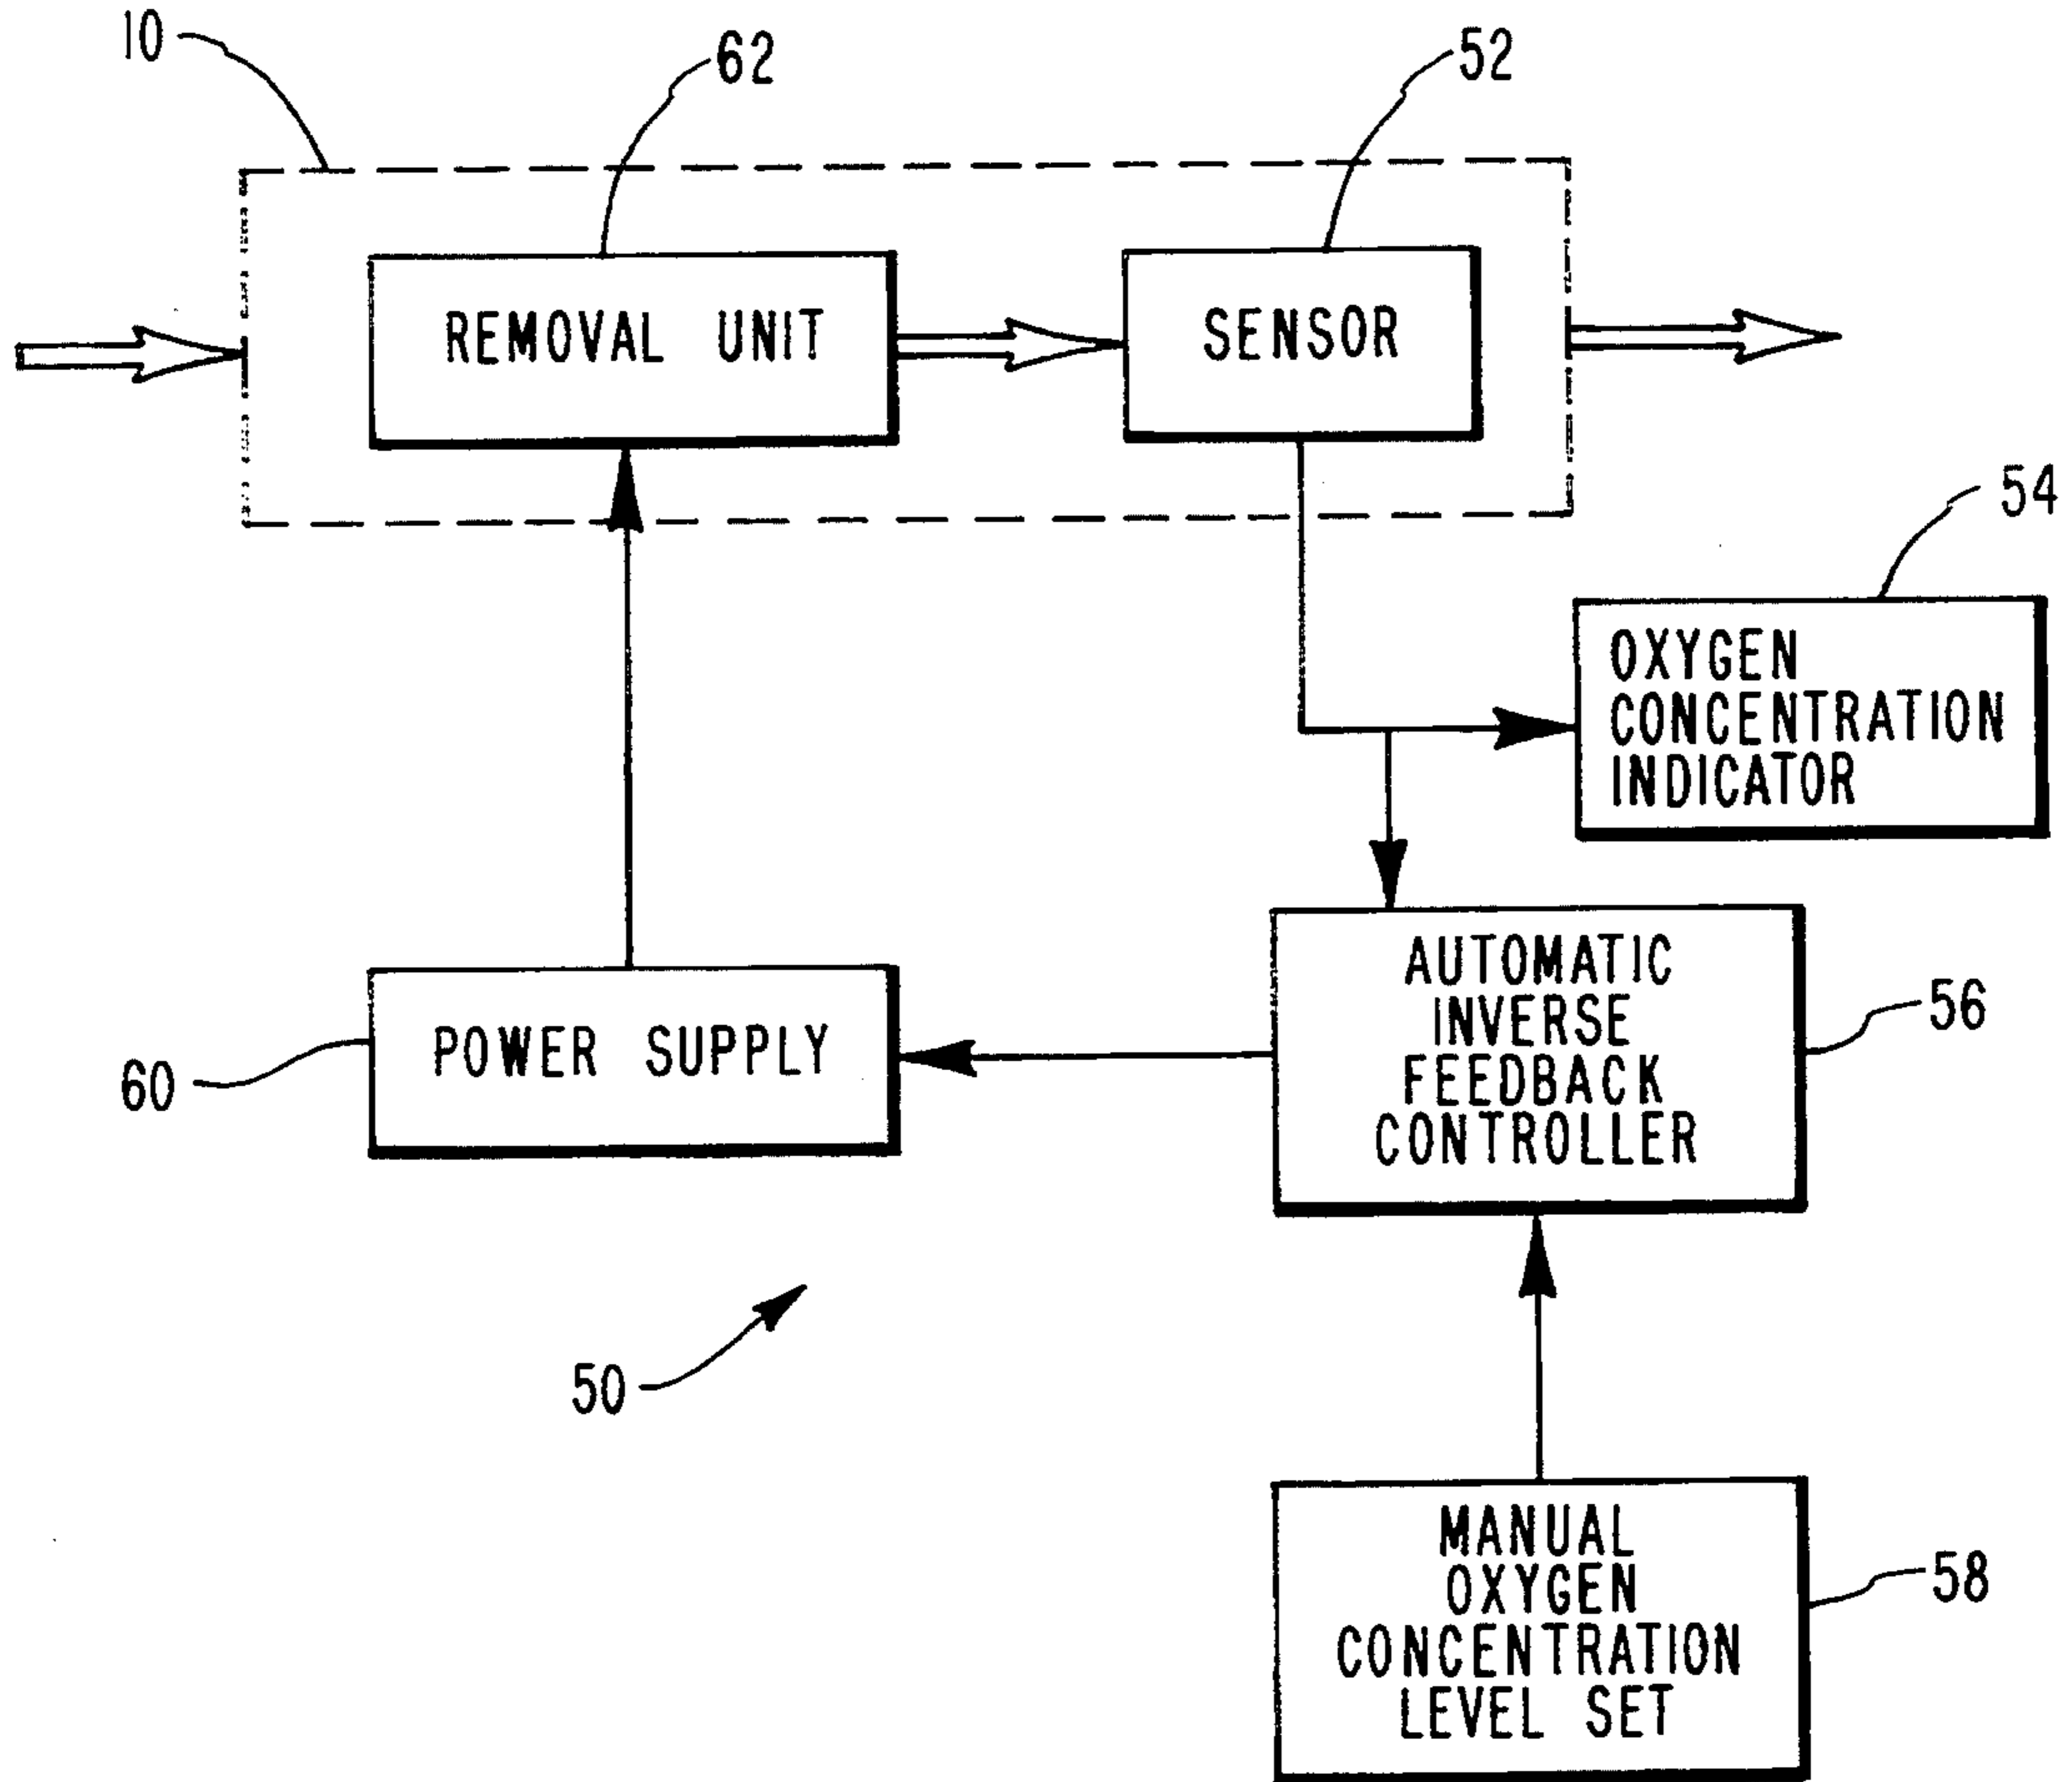 10
62
52
REMOVAL UNIT
SENSOR
54
OXYGEN
CONCENTRATION
INDICATOR
AUTOMATIC
INVERSE
FEEDBACK
CONTROLLER
56
POWER SUPPLY
60
50
MANUAL
OXYGEN
CONCENTRATION
LEVEL SET
58